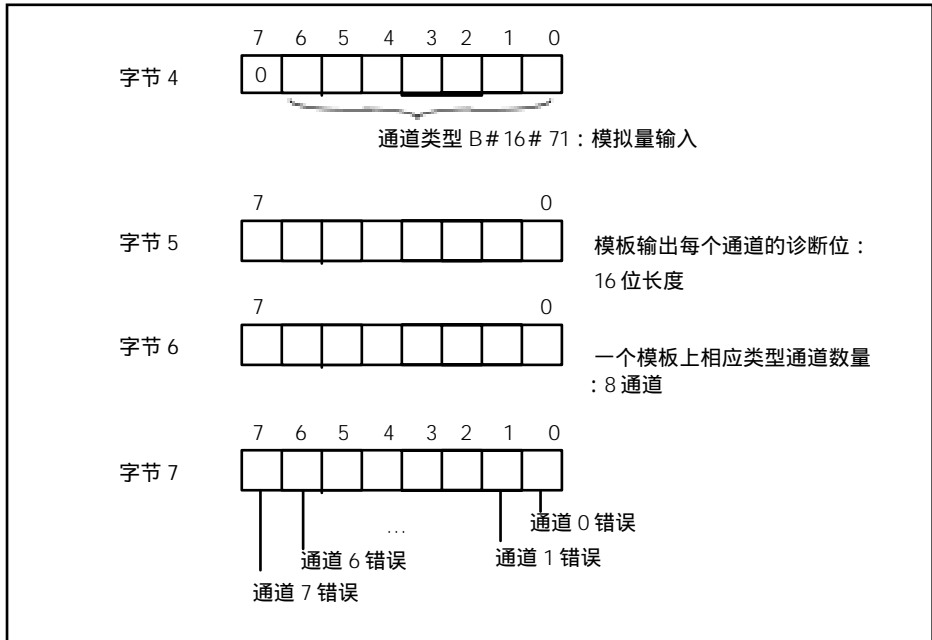 7 6 5 4 3 2 1 0
字节 4
0
通道类型 B#16#71：模拟量输入
7 0
字节 5
模板输出每个通道的诊断位：
16 位长度
7 0
字节 6
一个模板上相应类型通道数量
：8 通道
7 6 5 4 3 2 1 0
字节 7
…
通道 0 错误
通道 6 错误
通道 1 错误
通道 7 错误